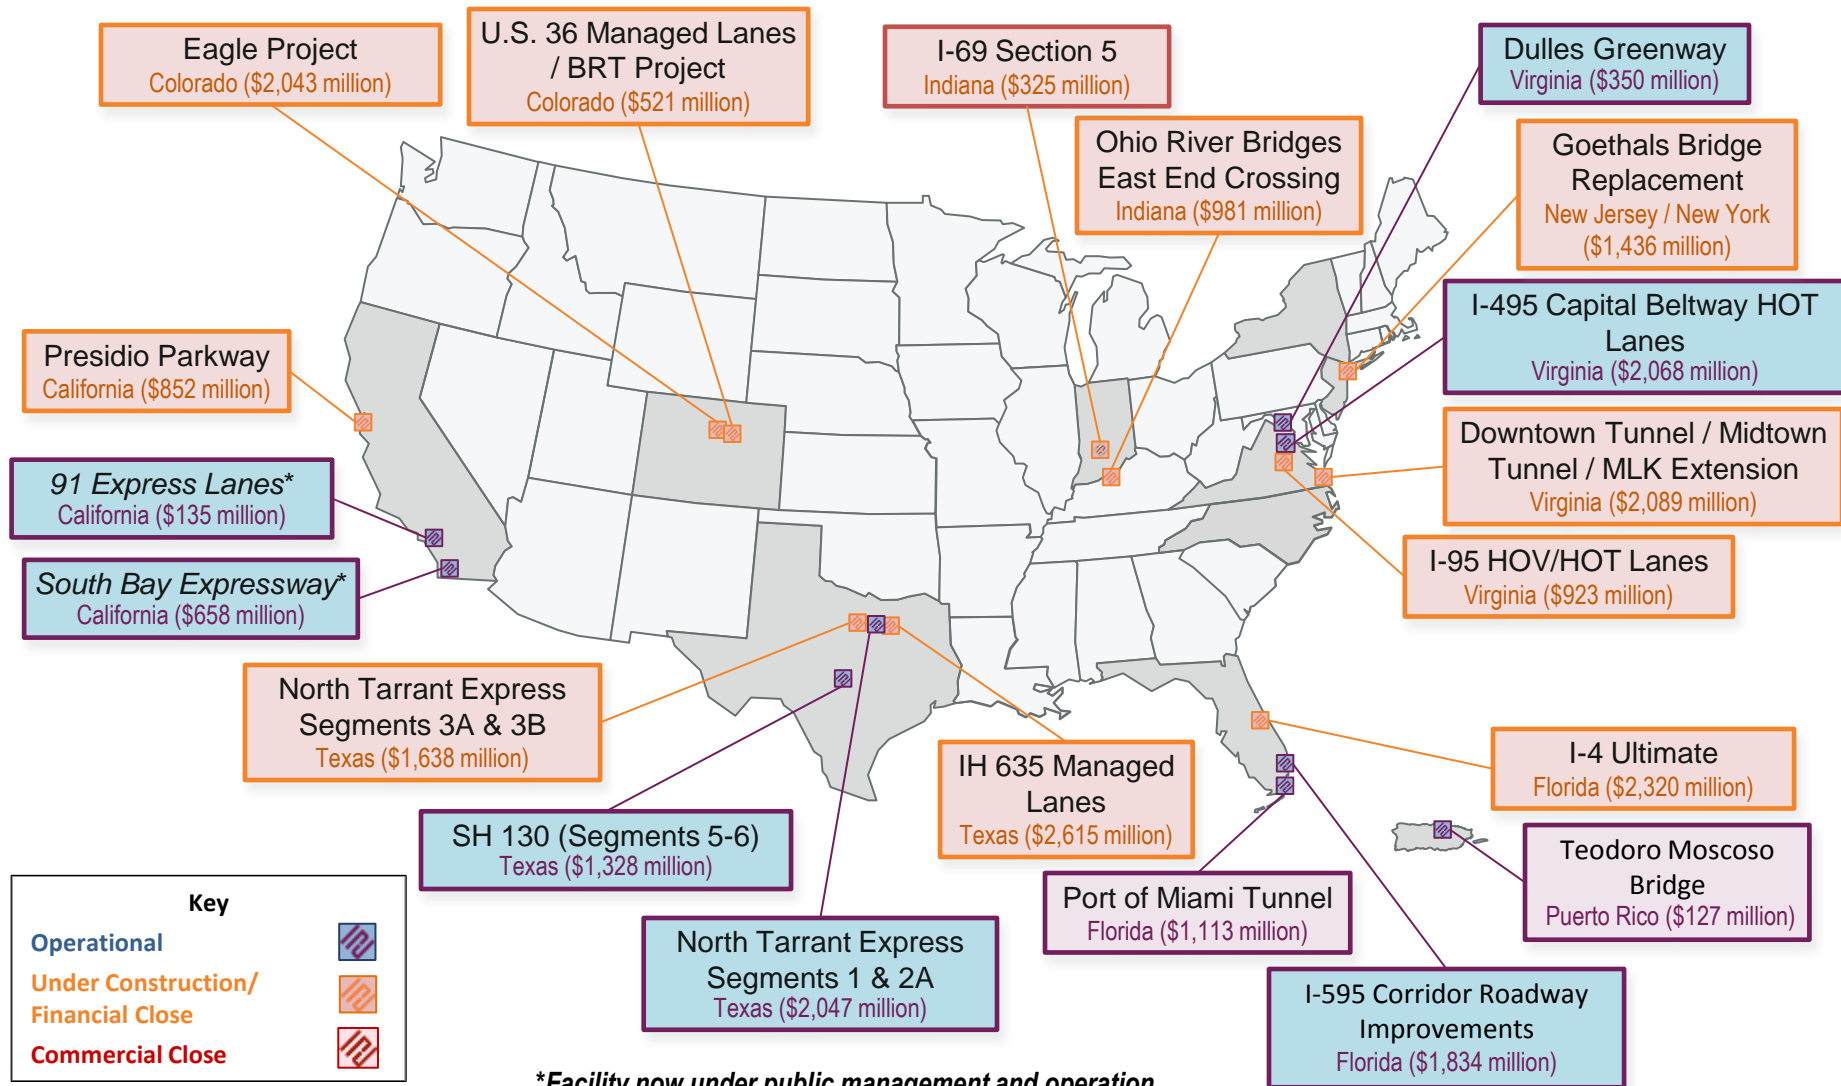 Eagle Project
Colorado ($2,043 million)
U.S. 36 Managed Lanes
/ BRT Project
Colorado ($521 million)
I-69 Section 5
Indiana ($325 million)
Dulles Greenway
Virginia ($350 million)
Ohio River Bridges
East End Crossing
Indiana ($981 million)
Goethals Bridge
Replacement
New Jersey / New York
($1,436 million)
I-495 Capital Beltway HOT
Lanes
Virginia ($2,068 million)
Presidio Parkway
California ($852 million)
Downtown Tunnel / Midtown
Tunnel / MLK Extension
Virginia ($2,089 million)
91 Express Lanes*
California ($135 million)
I-95 HOV/HOT Lanes
Virginia ($923 million)
South Bay Expressway*
California ($658 million)
North Tarrant Express
Segments 3A & 3B
Texas ($1,638 million)
IH 635 Managed
Lanes
Texas ($2,615 million)
I-4 Ultimate
Florida ($2,320 million)
SH 130 (Segments 5-6)
Texas ($1,328 million)
Teodoro Moscoso
Bridge
Puerto Rico ($127 million)
Port of Miami Tunnel
Florida ($1,113 million)
North Tarrant Express
Segments 1 & 2A
Texas ($2,047 million)
I-595 Corridor Roadway
Improvements
Florida ($1,834 million)
Key
Operational
Under Construction/
Financial Close
Commercial Close
*Facility now under public management and operation